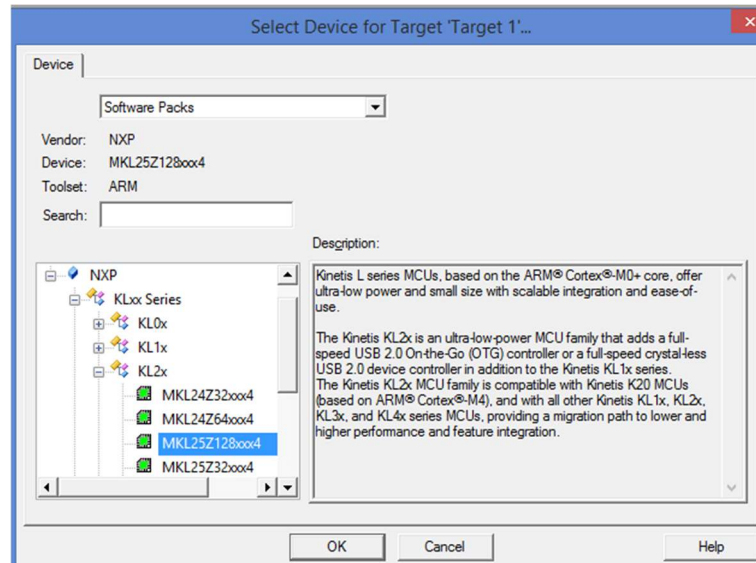 Select Device for Target 'Target 1'...
Device
Software Packs
Vendor: NXP
Device: MKL25Z128xxx4
Toolset: ARM
Search:
Description:
NXP
KLxx Series
KL0x
KL1x
KL2x
MKL24Z32xxx4
MKL24Z64xxx4
MKL25Z128xxx4
MKL25Z32xxx4
Kinetis L series MCUs, based on the ARM® Cortex®-M0+ core, offer
ultra-low power and small size with scalable integration and ease-of-
use.
The Kinetis KL2x is an ultra-low-power MCU family that adds a full-
speed USB 2.0 On-the-Go (OTG) controller or a full-speed crystal-less
USB 2.0 device controller in addition to the Kinetis KL1x series.
The Kinetis KL2x MCU family is compatible with Kinetis K20 MCUs
(based on ARM® Cortex®-M4), and with all other Kinetis KL1x, KL2x,
KL3x, and KL4x series MCUs, providing a migration path to lower and
higher performance and feature integration.
OK
Cancel
Help